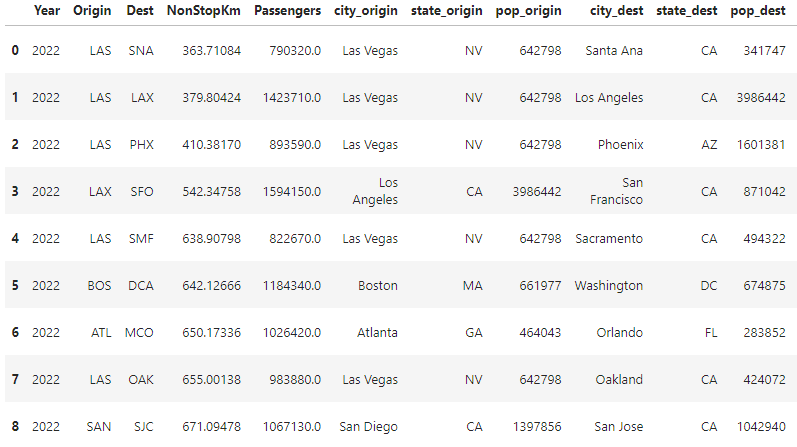 Year Origin Dest NonStopKm Passengers city_origin state_origin pop_origin city_dest state_dest pop_dest
0 2022 LAS SNA 363.71084 790320.0 Las Vegas NV 642798 Santa Ana CA 341747
1 2022 LAS LAX 379.80424 1423710.0 Las Vegas NV 642798 Los Angeles CA 3986442
2 2022 LAS PHX 410.38170 893590.0 Las Vegas NV 642798 Phoenix AZ 1601381
3 2022 LAX SFO 542.34758 1594150.0 Los Angeles CA 3986442 San Francisco CA 871042
4 2022 LAS SMF 638.90798 822670.0 Las Vegas NV 642798 Sacramento CA 494322
5 2022 BOS DCA 642.12666 1184340.0 Boston MA 661977 Washington DC 674875
6 2022 ATL MCO 650.17336 1026420.0 Atlanta GA 464043 Orlando FL 283852
7 2022 LAS OAK 655.00138 983880.0 Las Vegas NV 642798 Oakland CA 424072
8 2022 SAN SJC 671.09478 1067130.0 San Diego CA 1397856 San Jose CA 1042940